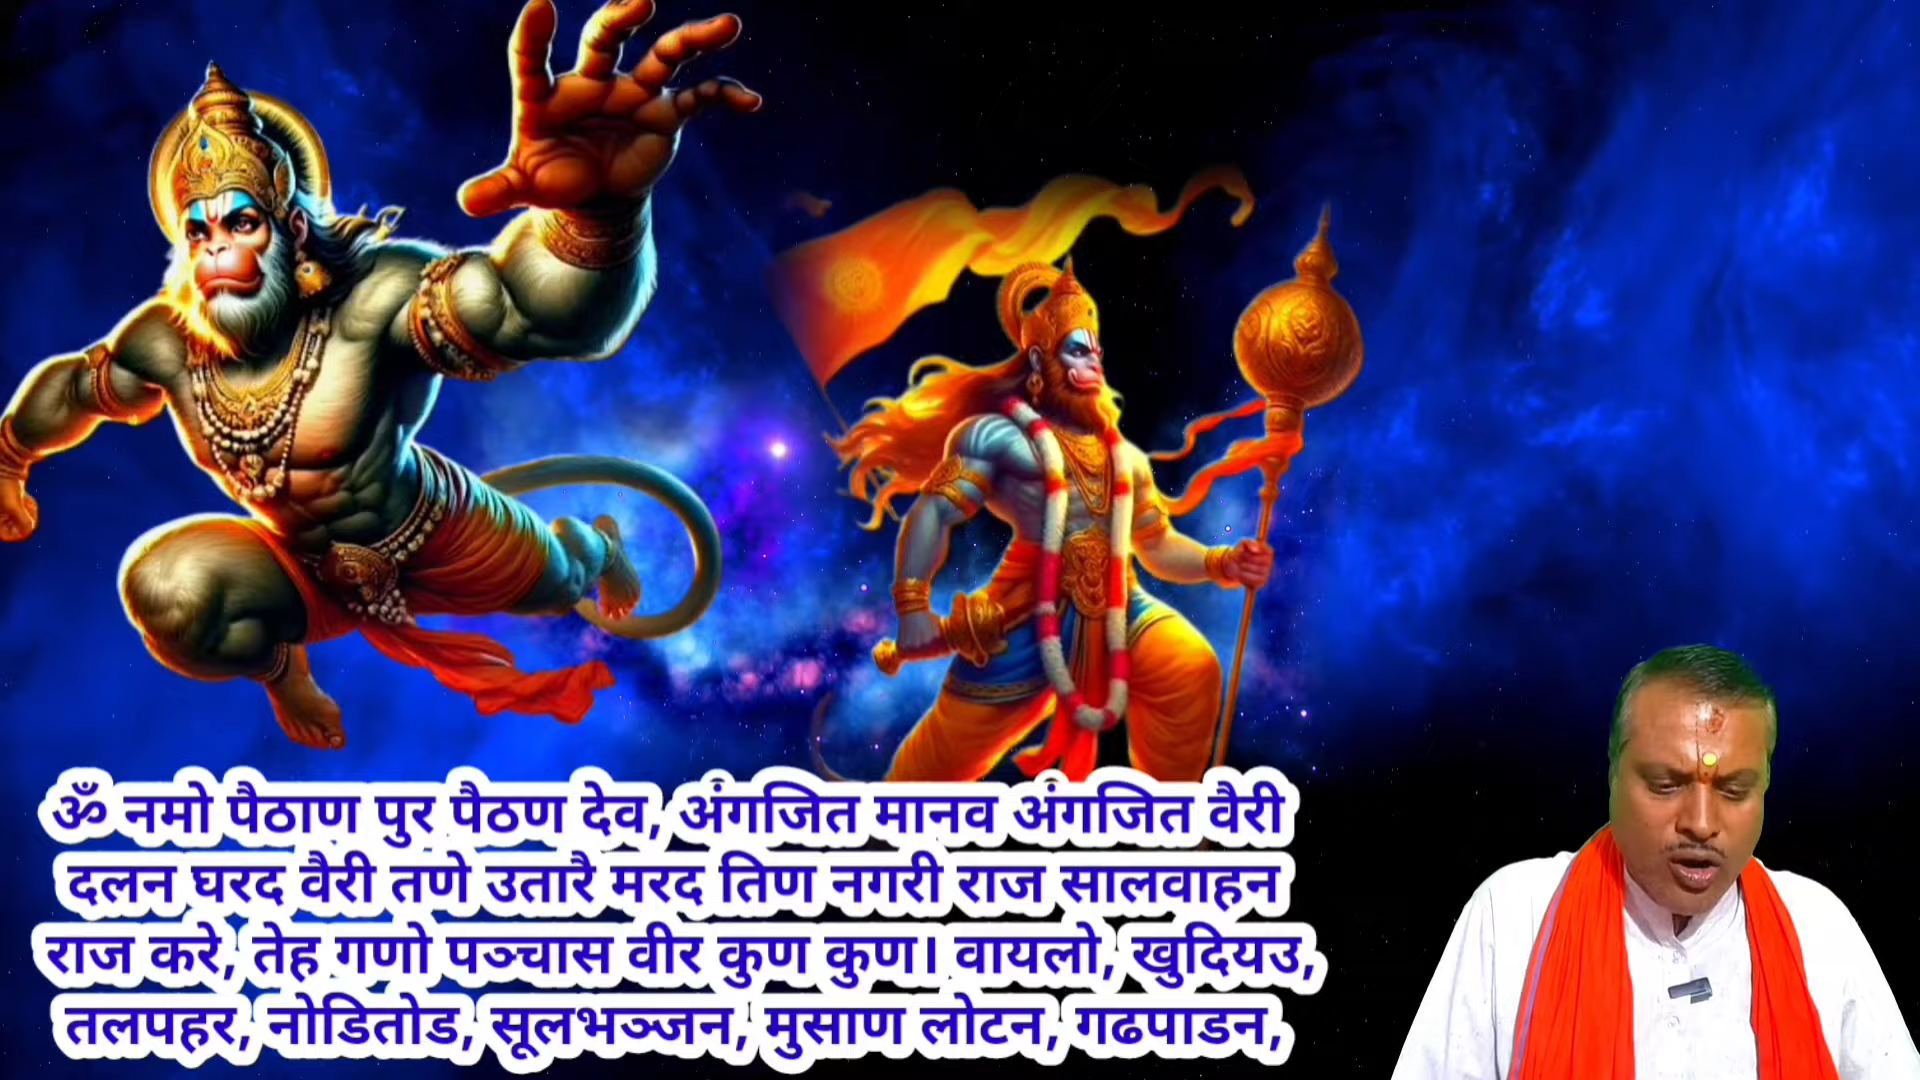 ॐ नमो पैठाण पुर पैठण देव, अंगजित मानव अंगजित वैरी
दलन घरद वैरी तणे उतारै मरद तिण नगरी राज सालवाहन
राज करे, तेह गणो पञ्चास वीर कुण कुण। वायलो, खुदियउ,
तलपहर, नोडितोड, सूलभञ्जन, मुसाण लोटन, गढपाडन,